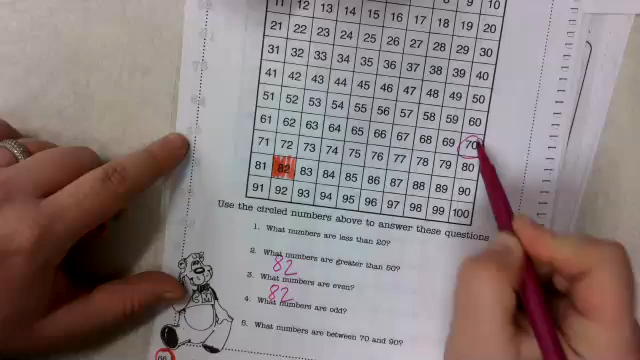 11 12 13 14 15 16 17 18 19 10
21 22 23 24 25 26 27 28 29 20
31 32 33 34 35 36 37 38 39 30
41 42 43 44 45 46 47 48 49 40
51 52 53 54 55 56 57 58 59 50
61 62 63 64 65 66 67 68 69 60
71 72 73 74 75 76 77 78 79 70
81 82 83 84 85 86 87 88 89 80
91 92 93 94 95 96 97 98 99 90
100
Use the circled numbers above to answer these questions
1. What numbers are less than 20?
2. What numbers are greater than 50?
82
3. What numbers are even?
82
4. What numbers are odd?
5. What numbers are between 70 and 90?
66